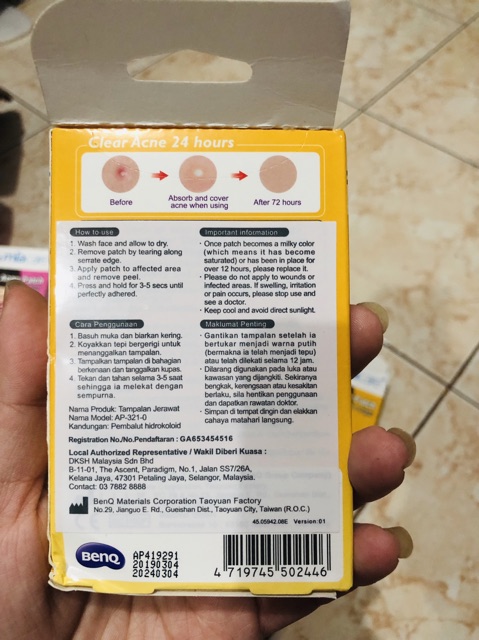 Clear Acne 24 hours
Before
Absorb and cover
acne when using
After 72 hours
How to use
1. Wash face and allow to dry.
2. Remove patch by tearing along
serrate edge.
3. Apply patch to affected area
and remove peel.
4. Press and hold for 3-5 secs until
perfectly adhered.
Important information
· Once patch becomes a milky color
(which means it has become
saturated) or has been in place for
over 12 hours, please replace it.
· Please do not apply to wounds or
infected areas. If swelling, irritation
or pain occurs, please stop use and
see a doctor.
· Keep cool and avoid direct sunlight.
Cara Penggunaan
1. Basuh muka dan biarkan kering.
2. Koyakkan tepi bergerigi untuk
menanggalkan tampalan.
3. Tampalkan tampalan di bahagian
berkenaan dan tanggalkan kupas.
4. Tekan dan tahan selama 3-5 saat
sehingga ia melekat dengan
sempurna.
Maklumat Penting
· Gantikan tampalan setelah ia
bertukar menjadi warna putih
(bermakna ia telah menjadi tepu)
atau telah dilekati selama 12 jam.
· Dilarang digunakan pada luka atau
kawasan yang dijangkiti. Sekiranya
bengkak, kerengsaan atau kesakitan
berlaku, sila hentikan penggunaan
dan dapatkan rawatan doktor.
· Simpan di tempat dingin dan elakkan
cahaya matahari langsung.
Nama Produk: Tampalan Jerawat
Nama Model: AP-321-0
Kandungan: Pembalut hidrokoloid
Registration No./No.Pendaftaran : GA653454516
Local Authorized Representative/ Wakil Diberi Kuasa :
DKSH Malaysia Sdn Bhd
B-11-01, The Ascent, Paradigm, No.1, Jalan SS7/26A,
Kelana Jaya, 47301 Petaling Jaya, Selangor, Malaysia.
Contact: 03 7882 8888
BenQ Materials Corporation Taoyuan Factory
No.29, Jianguo E. Rd., Gueishan Dist., Taoyuan City, Taiwan (R.O.C.)
45.05942.08E Version:01
BenQ
AP419291
20190304
20240304
4 719745 502446